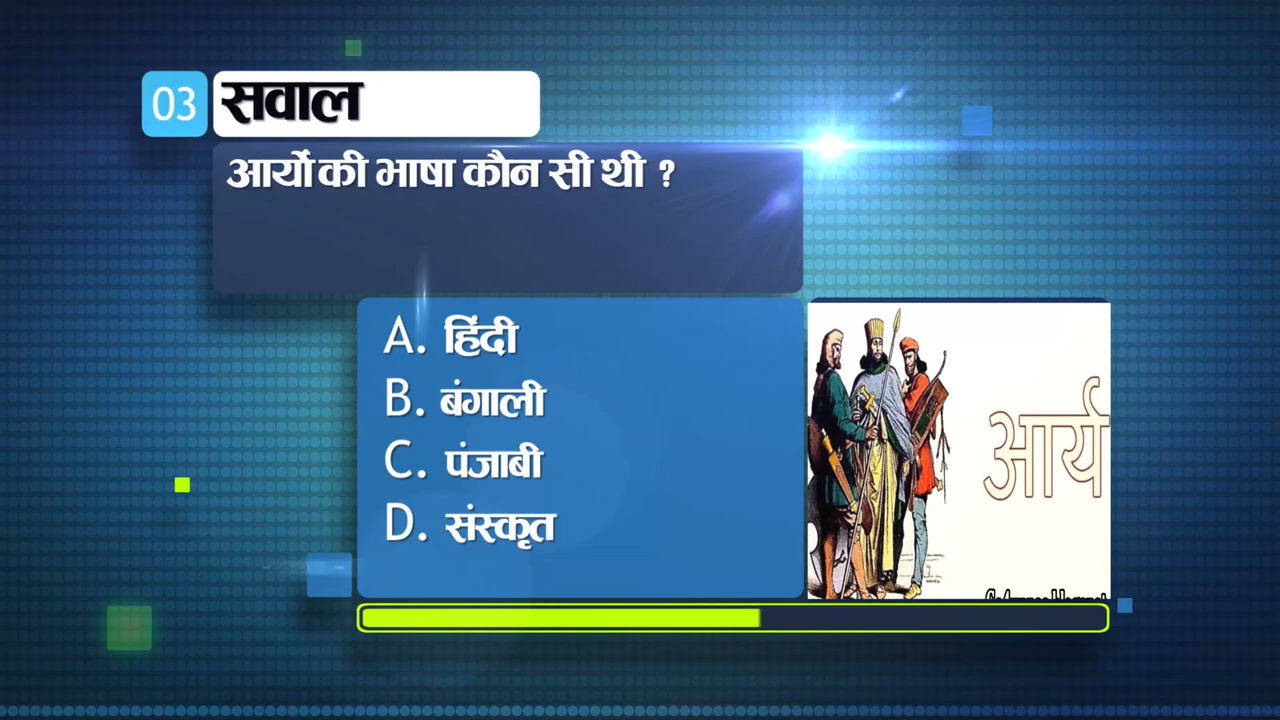 03 सवाल
आर्यो की भाषा कौन सी थी ?
A. हिंदी
B. बंगाली
C. पंजाबी
D. संस्कृत
आर्य